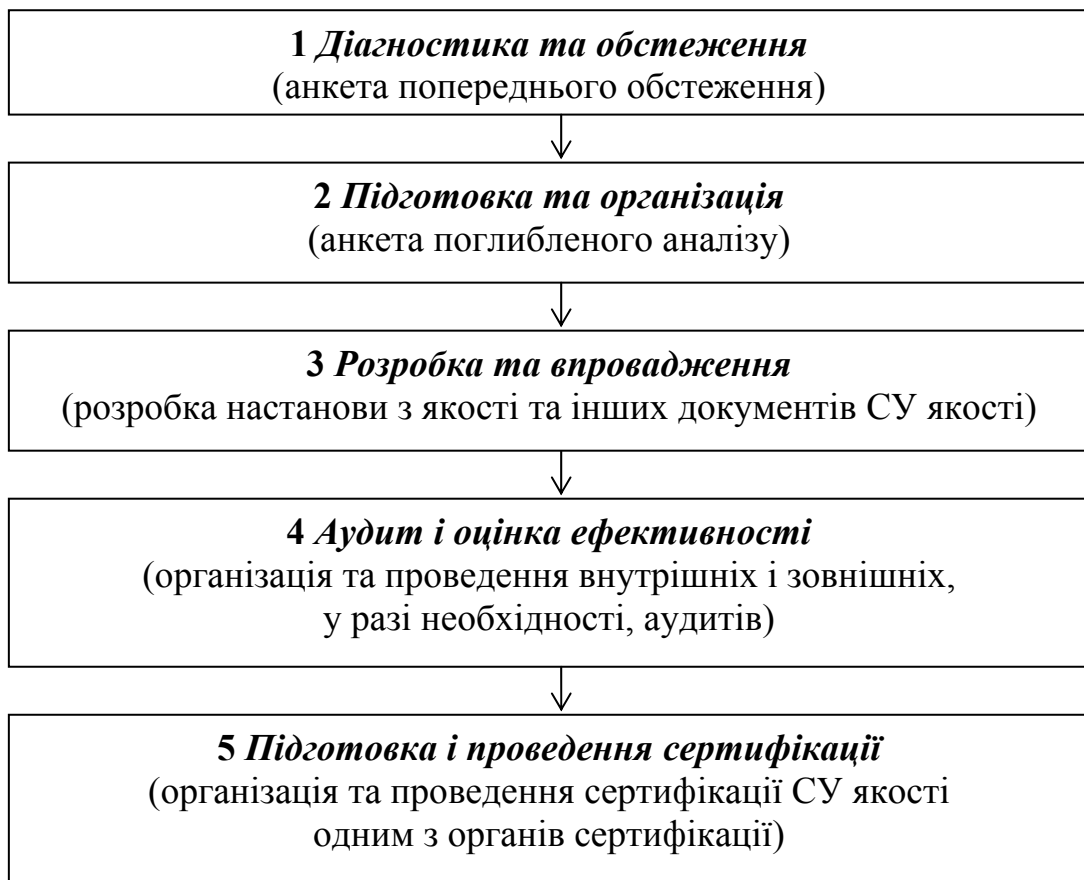 1 Діагностика та обстеження
(анкета попереднього обстеження)
2 Підготовка та організація
(анкета поглибленого аналізу)
3 Розробка та впровадження
(розробка настанови з якості та інших документів СУ якості)
4 Аудит і оцінка ефективності
(організація та проведення внутрішніх і зовнішніх,
у разі необхідності, аудитів)
5 Підготовка і проведення сертифікації
(організація та проведення сертифікації СУ якості
одним з органів сертифікації)